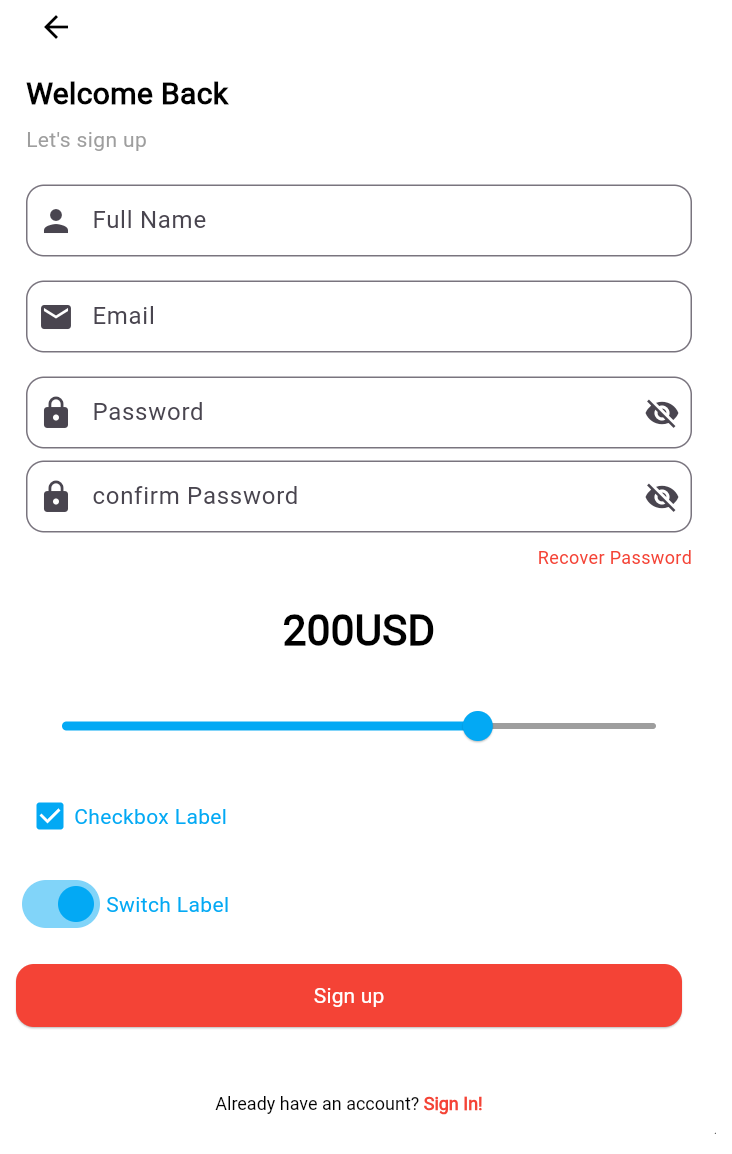 Welcome Back
Let's sign up
Full Name
Email
Password
confirm Password
Recover Password
200USD
Checkbox Label
Switch Label
Sign up
Already have an account? Sign In!
.